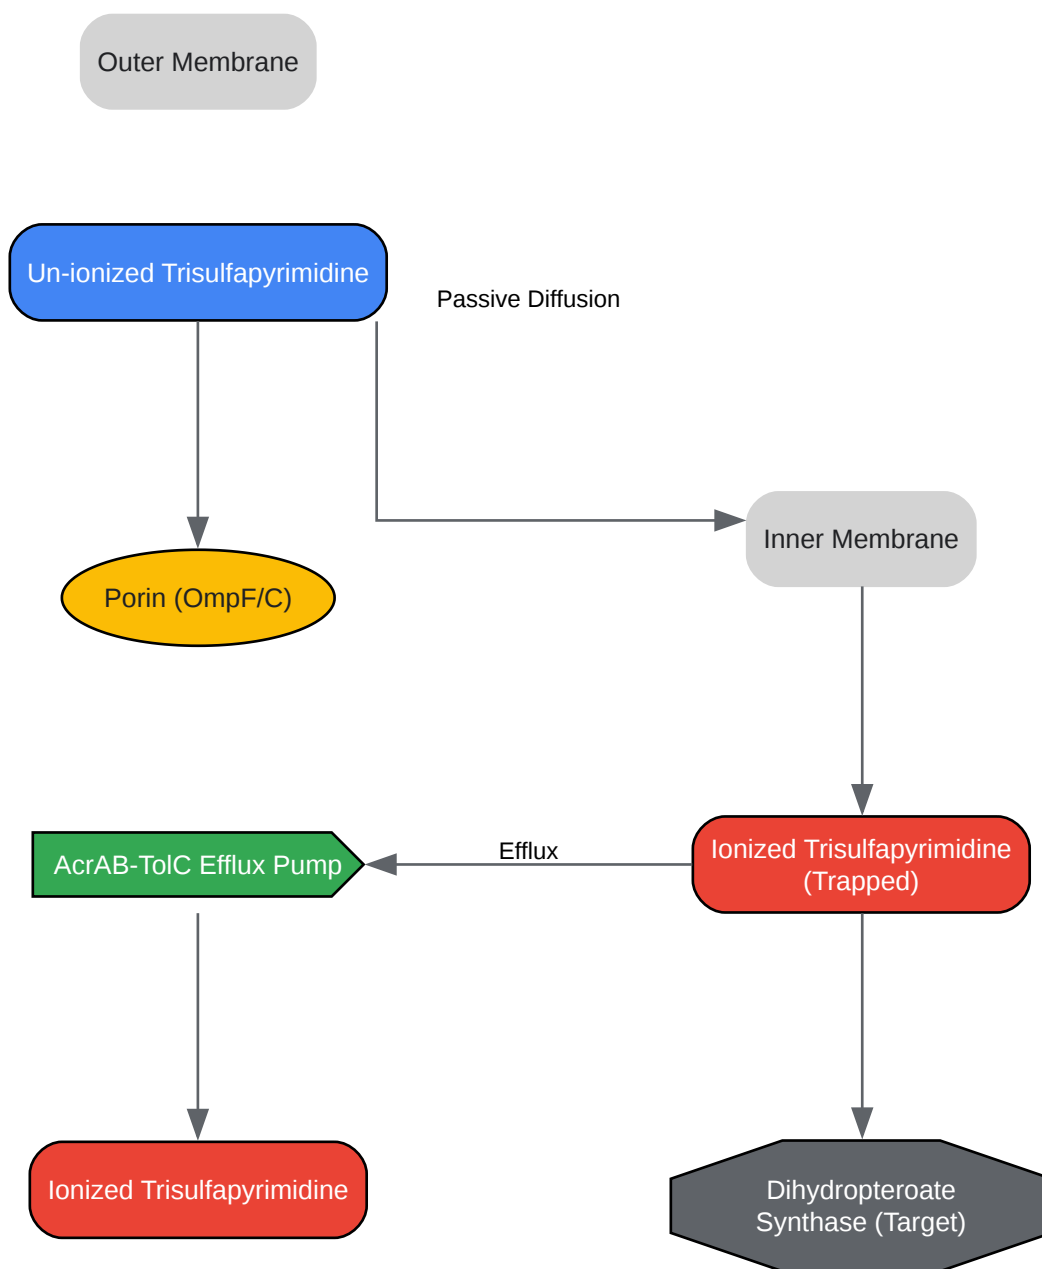 Outer Membrane
Un-ionized Trisulfapyrimidine
Passive Diffusion
Inner Membrane
Porin (OmpF/C)
Efflux
Ionized Trisulfapyrimidine
(Trapped)
AcrAB-TolC Efflux Pump
Ionized Trisulfapyrimidine
Dihydropteroate
Synthase (Target)